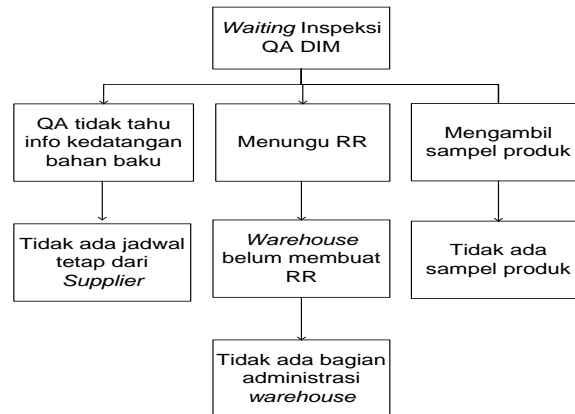 Waiting Inspeksi
QA DIM
QA tidak tahu
info kedatangan
bahan baku
Menungu RR
Mengambil
sampel produk
Tidak ada jadwal
tetap dari
Supplier
Warehouse
belum membuat
RR
Tidak ada
sampel produk
Tidak ada bagian
administrasi
warehouse